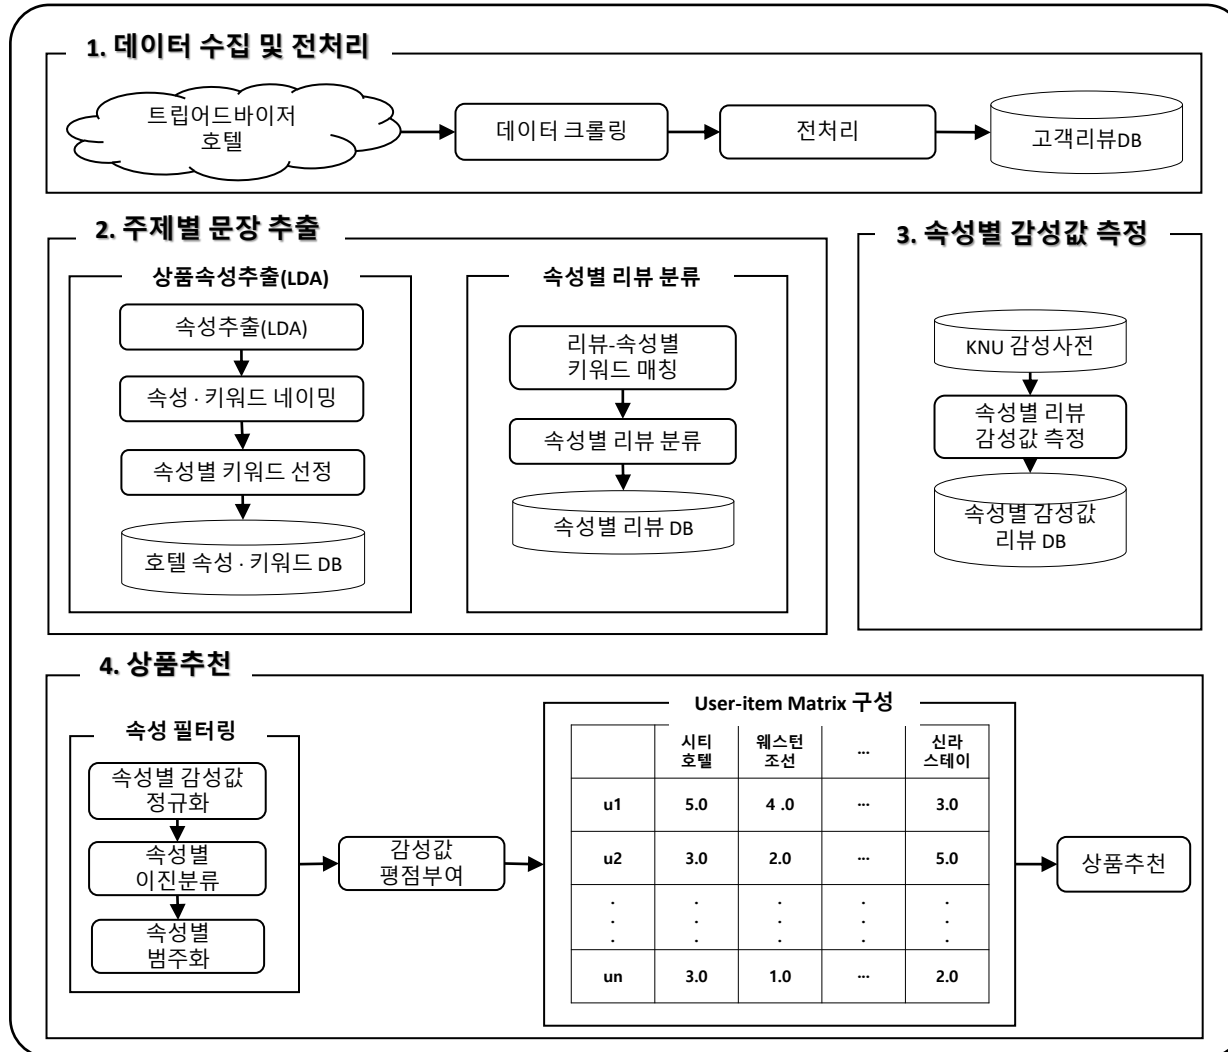 1. 데이터 수집 및 전처리
트립어드바이저
호텔
데이터 크롤링
전처리
고객리뷰DB
2. 주제별 문장 추출
상품속성추출(LDA)
속성추출(LDA)
속성 · 키워드 네이밍
속성별 키워드 선정
호텔 속성 · 키워드 DB
속성별 리뷰 분류
리뷰-속성별
키워드 매칭
속성별 리뷰 분류
속성별 리뷰 DB
3. 속성별 감성값 측정
KNU 감성사전
속성별 리뷰
감성값 측정
속성별 감성값
리뷰 DB
4. 상품추천
속성 필터링
속성별 감성값
정규화
속성별
이진분류
속성별
범주화
감성값
평점부여
User-item Matrix 구성
시티 호텔 웨스턴 조선 ... 신라 스테이
u1 5.0 4 .0 ... 3.0
u2 3.0 2.0 ... 5.0
. . . . .
. . . . .
. . . . .
un 3.0 1.0 ... 2.0
상품추천